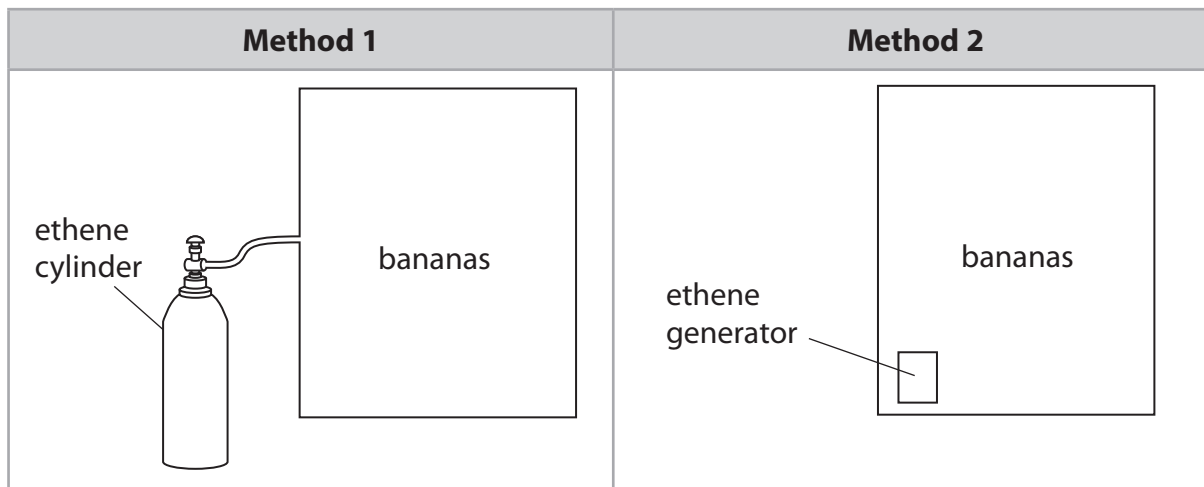 Method 1
Method 2
ethene
cylinder
bananas
ethene
generator
bananas